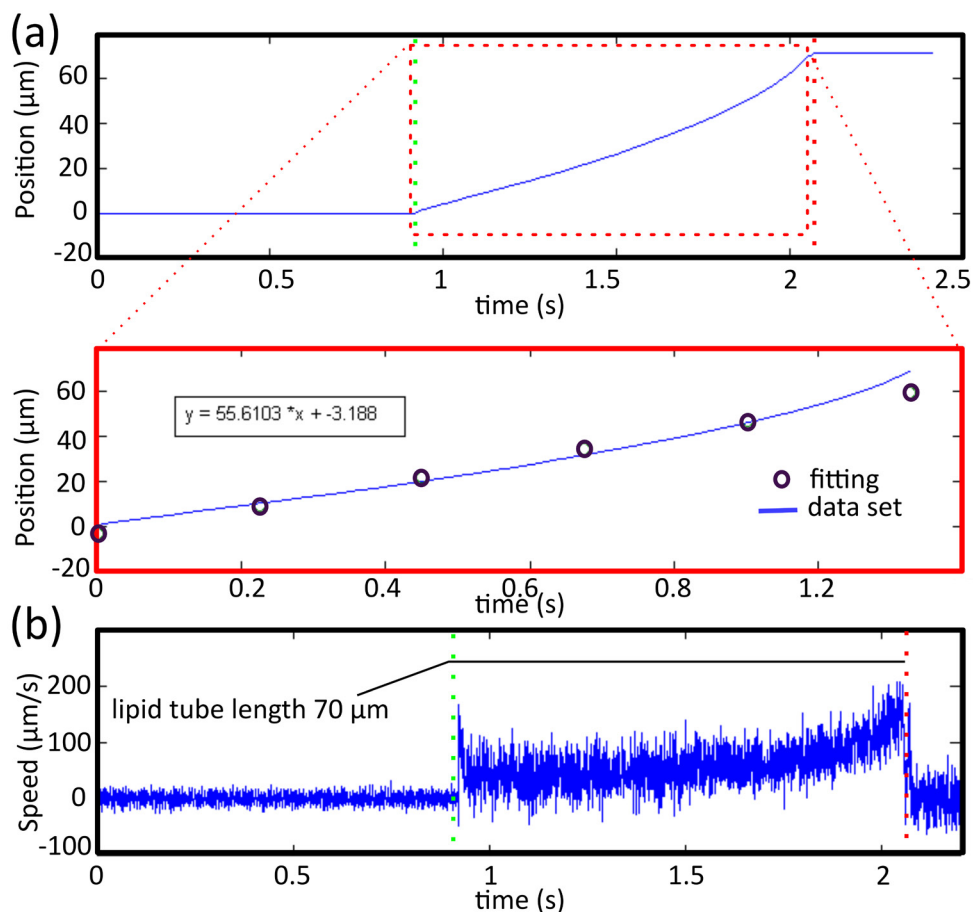 (a)
Position (µm)
60
40
20
0
-20
0 0.5 1 1.5 2 2.5
time (s)
Position (µm)
60
40
20
0
-20
y = 55.6103 *x + -3.188
fitting
data set
0 0.2 0.4 0.6 0.8 1.0 1.2
time (s)
(b)
Speed (µm/s)
200
100
0
-100
lipid tube length 70 µm
0 0.5 1 1.5 2
time (s)